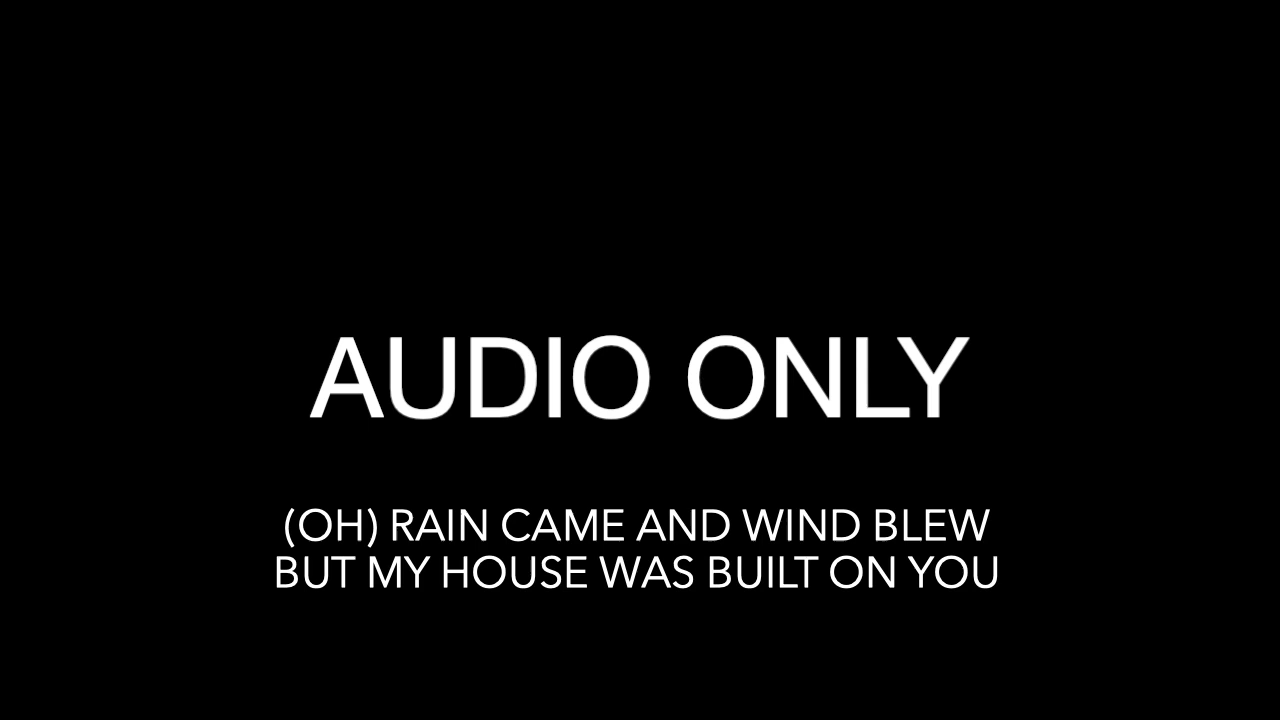 AUDIO ONLY
(OH) RAIN CAME AND WIND BLEW
BUT MY HOUSE WAS BUILT ON YOU